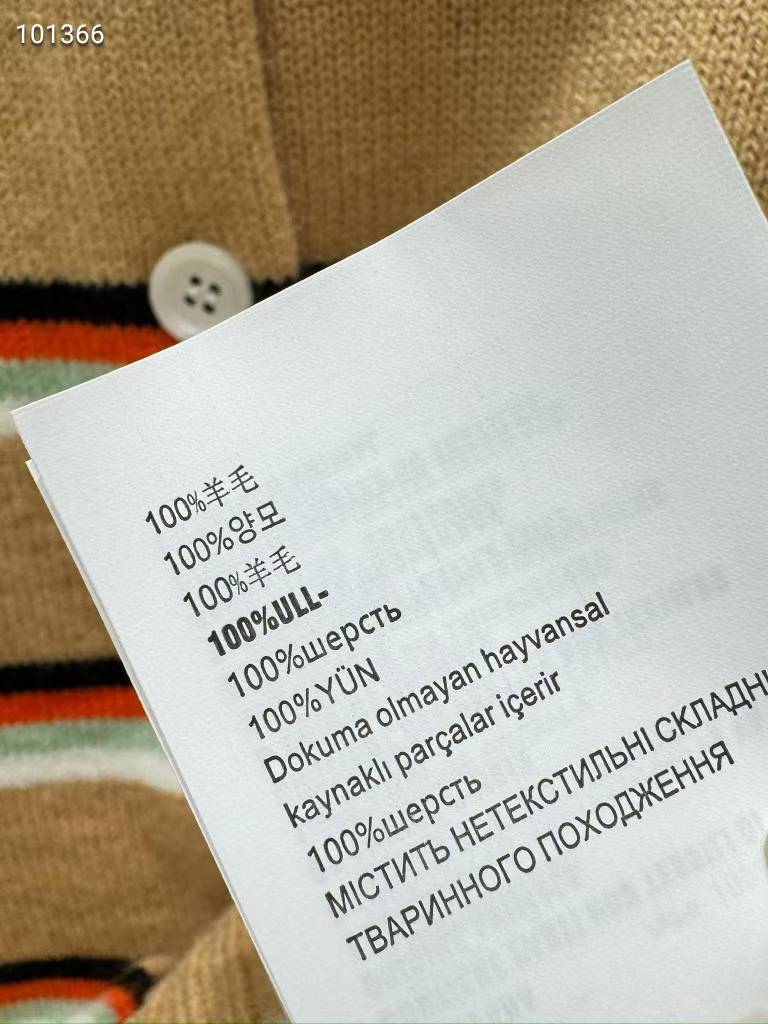 101366
100%羊毛
100%양모
100%羊毛
100%ULL-
100%шерсть
100%YÜN
Dokuma olmayan hayvansal
kaynaklı parçalar içerir
100%шерсть
МІСТИТЬ НЕТЕКСТИЛЬНІ
ТВАРИННОГО ПОХОДЖЕННЯ